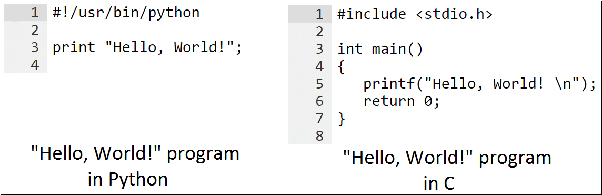 1 #!/usr/bin/python
2
3 print "Hello, World!";
4
"Hello, World!" program
in Python
1 #include <stdio.h>
2
3 int main()
4 {
5 printf("Hello, World! \n");
6 return 0;
7 }
8
"Hello, World!" program
in C